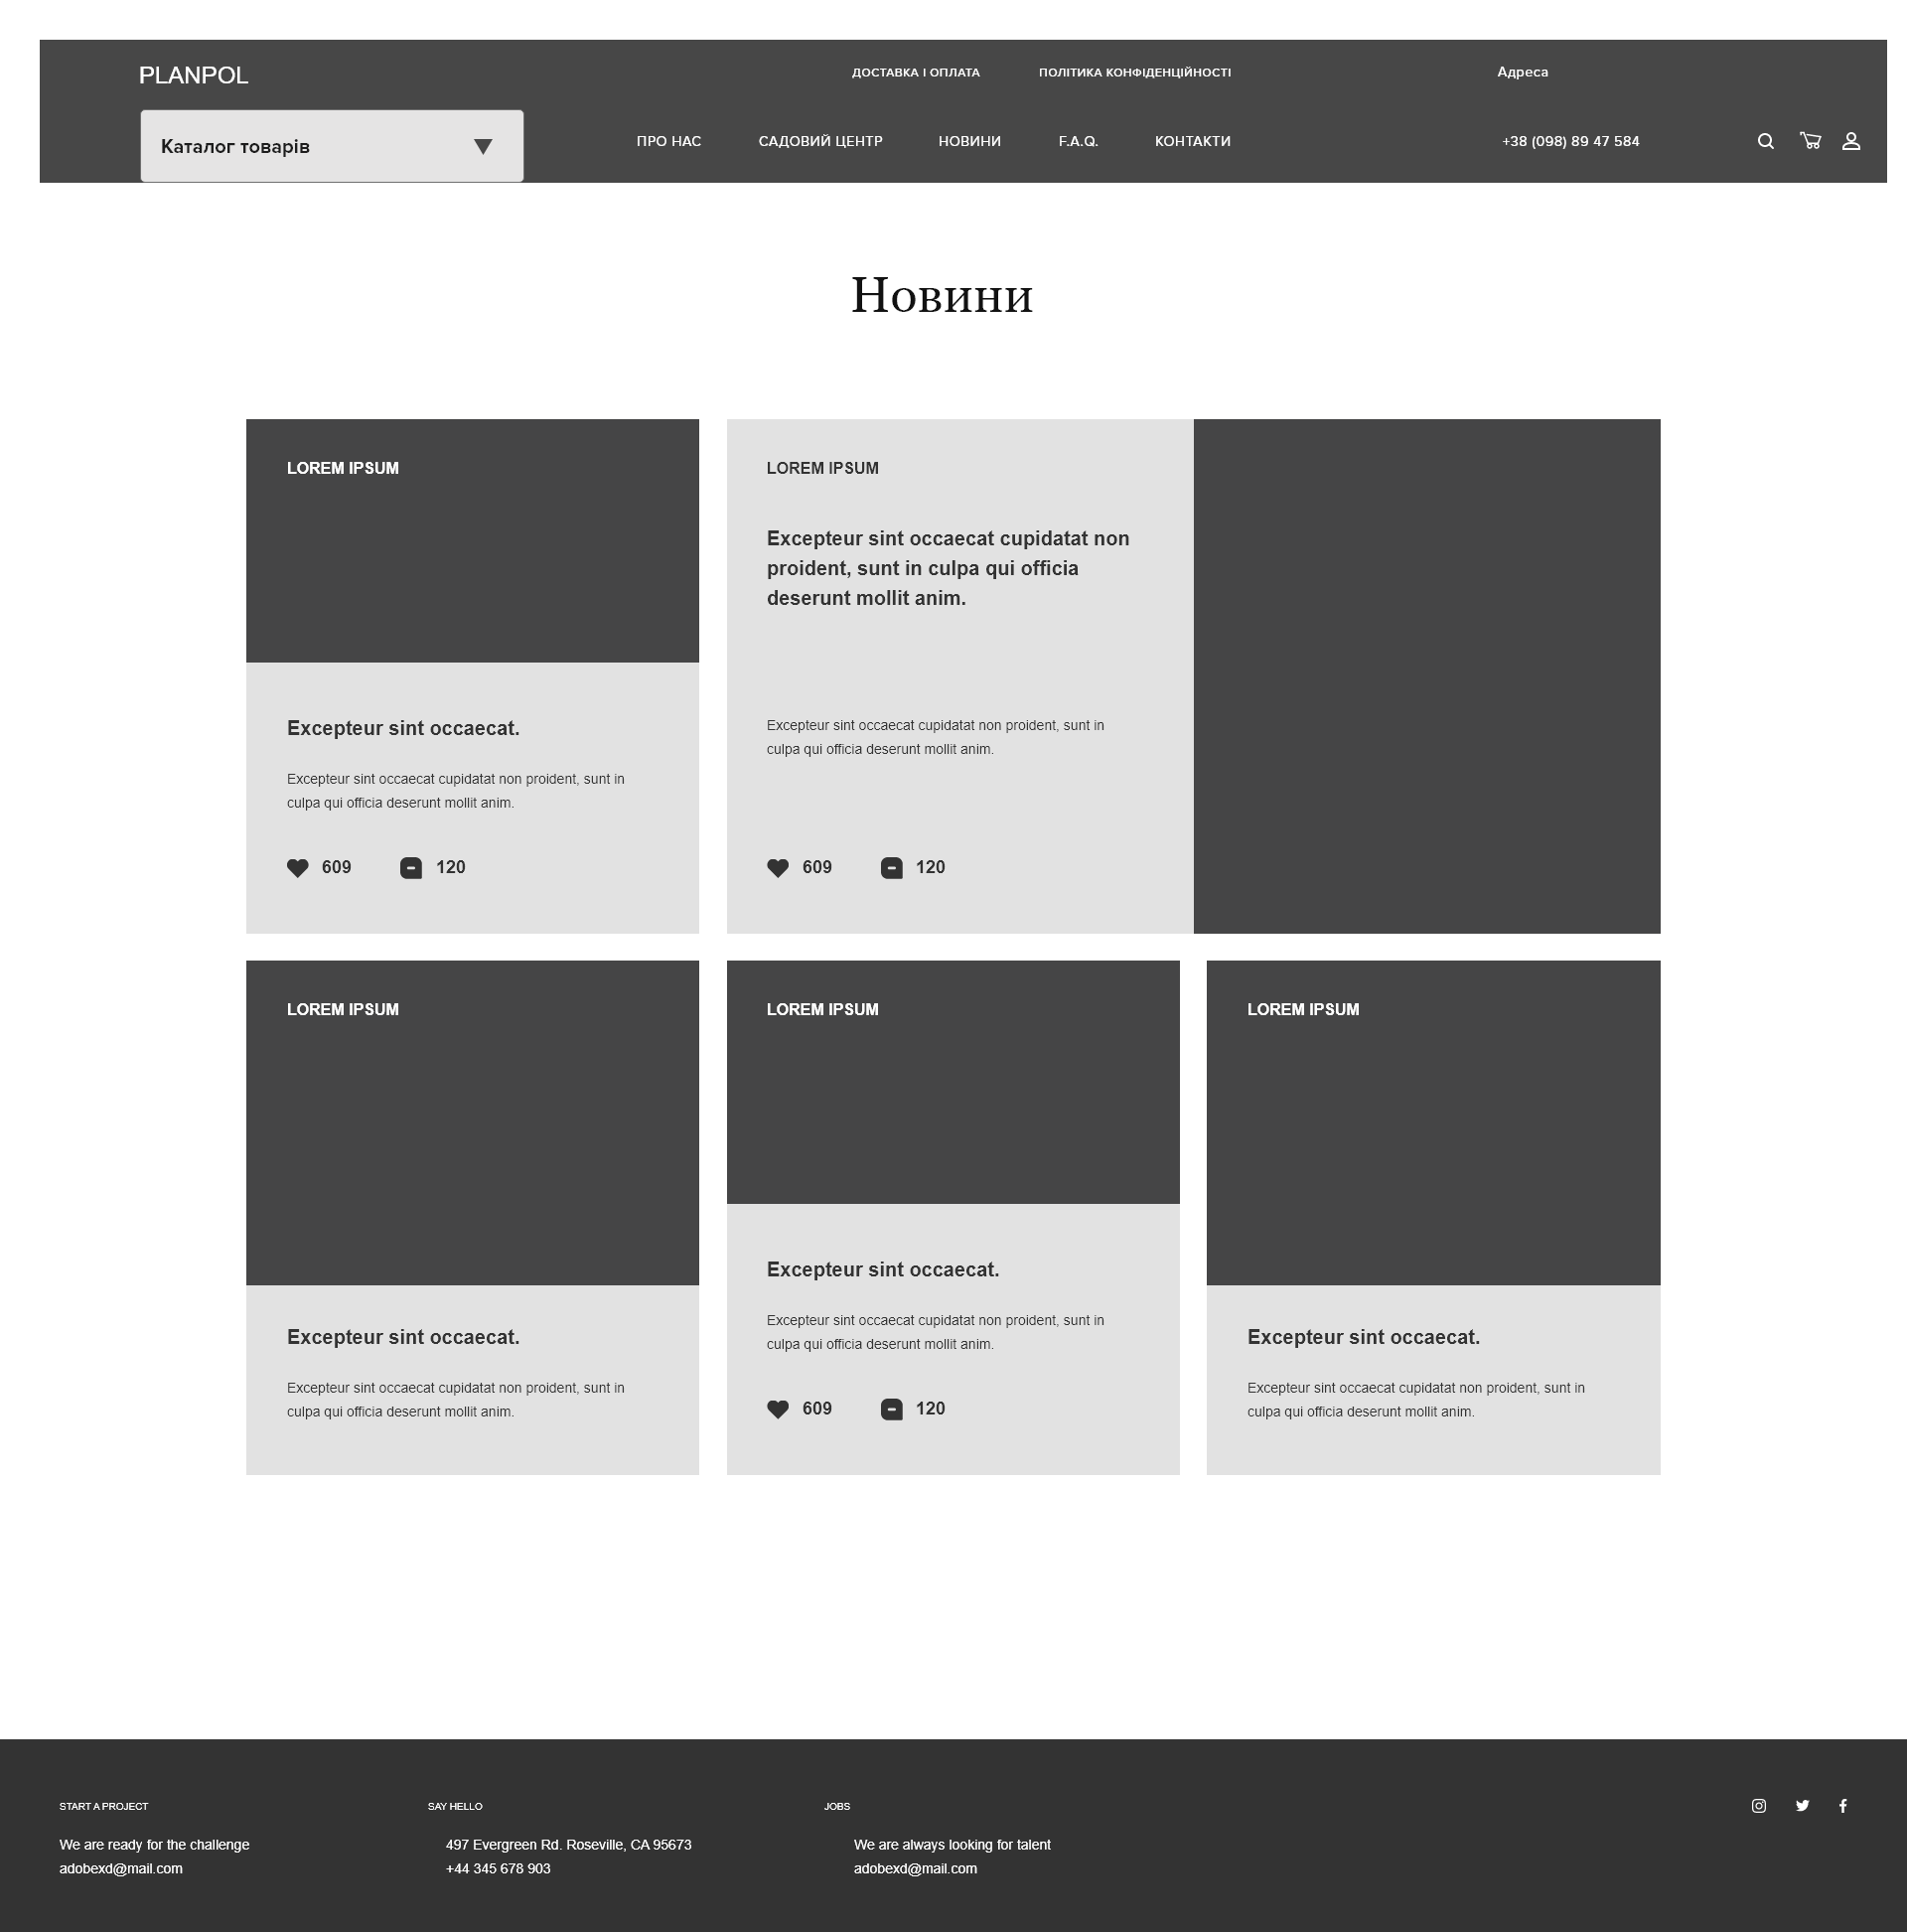 PLANPOL
ДОСТАВКА І ОПЛАТА
ПОЛІТИКА КОНФІДЕНЦІЙНОСТІ
Адреса
Каталог товарів
ПРО НАС
САДОВИЙ ЦЕНТР
НОВИНИ
F.A.Q.
КОНТАКТИ
+38 (098) 89 47 584
Новини
LOREM IPSUM
Excepteur sint occaecat.
Excepteur sint occaecat cupidatat non proident, sunt in
culpa qui officia deserunt mollit anim.
609
120
LOREM IPSUM
Excepteur sint occaecat cupidatat non
proident, sunt in culpa qui officia
deserunt mollit anim.
Excepteur sint occaecat cupidatat non proident, sunt in
culpa qui officia deserunt mollit anim.
609
120
LOREM IPSUM
Excepteur sint occaecat.
Excepteur sint occaecat cupidatat non proident, sunt in
culpa qui officia deserunt mollit anim.
LOREM IPSUM
Excepteur sint occaecat.
Excepteur sint occaecat cupidatat non proident, sunt in
culpa qui officia deserunt mollit anim.
609
120
LOREM IPSUM
Excepteur sint occaecat.
Excepteur sint occaecat cupidatat non proident, sunt in
culpa qui officia deserunt mollit anim.
START A PROJECT
We are ready for the challenge
adobexd@mail.com
SAY HELLO
497 Evergreen Rd. Roseville, CA 95673
+44 345 678 903
JOBS
We are always looking for talent
adobexd@mail.com